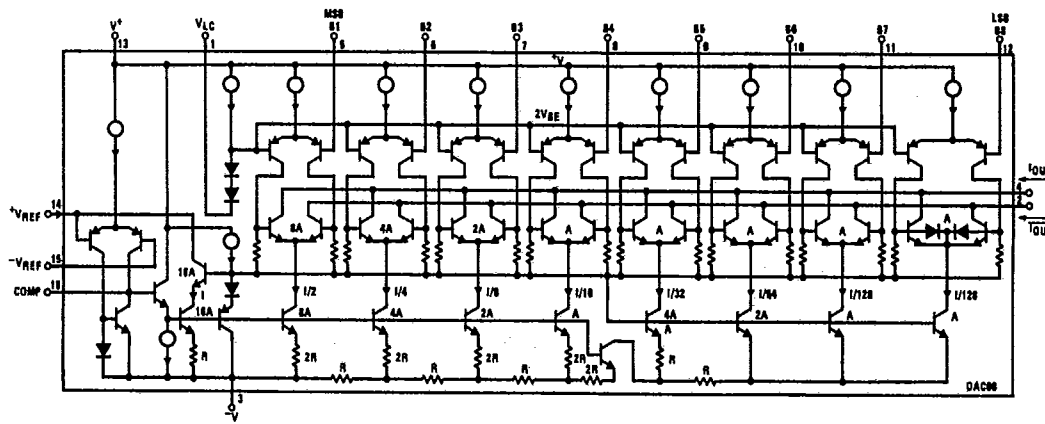 V+ VLC MSB B1 B2 B3 B4 B5 B6 B7 LSB B8
13 1 5 6 7 8 9 10 11 12
+V
2VBE
IOU
4
2
IOU
+VREF 14
8A 4A 2A A A A A A
-VREF 15
16A
COMP 16
I I/2 I/4 I/8 I/16 I/32 I/64 I/128 I/128
16A 8A 4A 2A A 4A 2A A A
A
R 2R 2R 2R 2R R
R R R 2R R
3
-V
DAC08